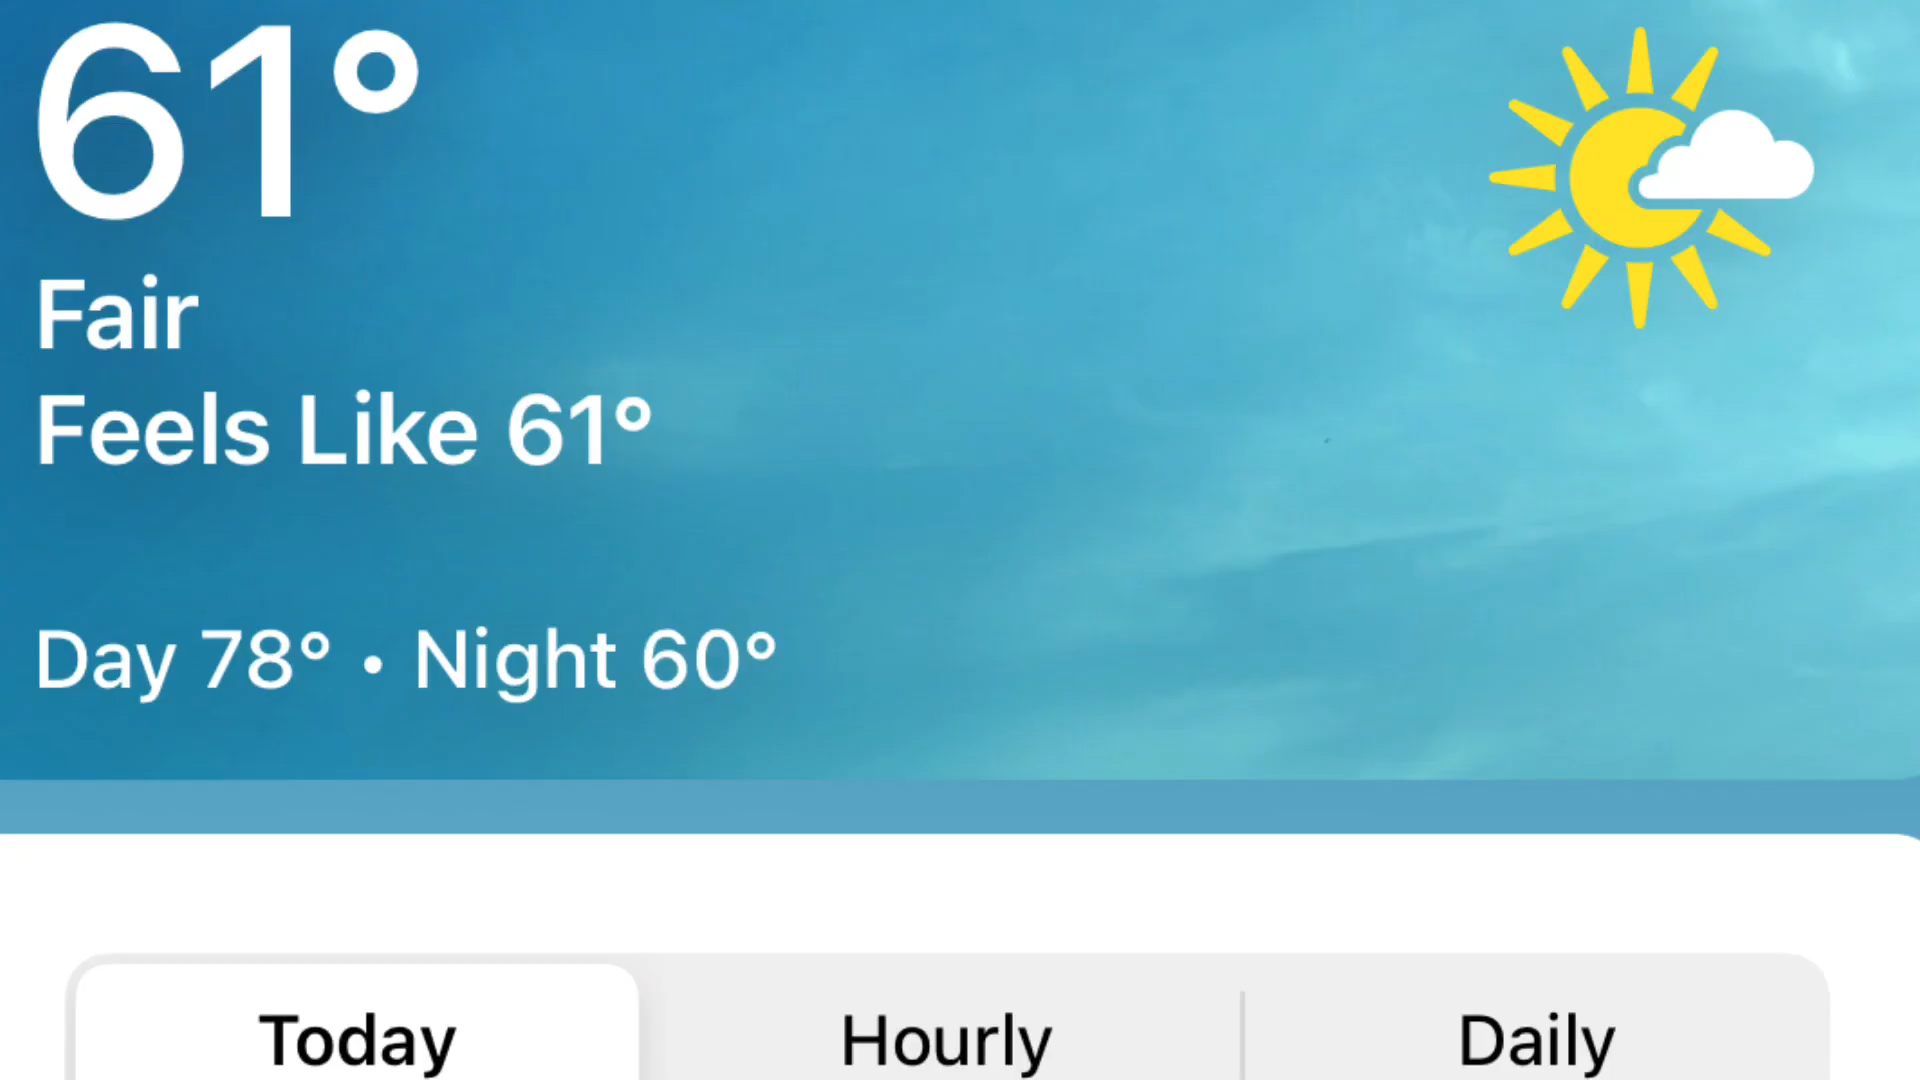 61°
Fair
Feels Like 61°
Day 78° • Night 60°
Today
Hourly
Daily